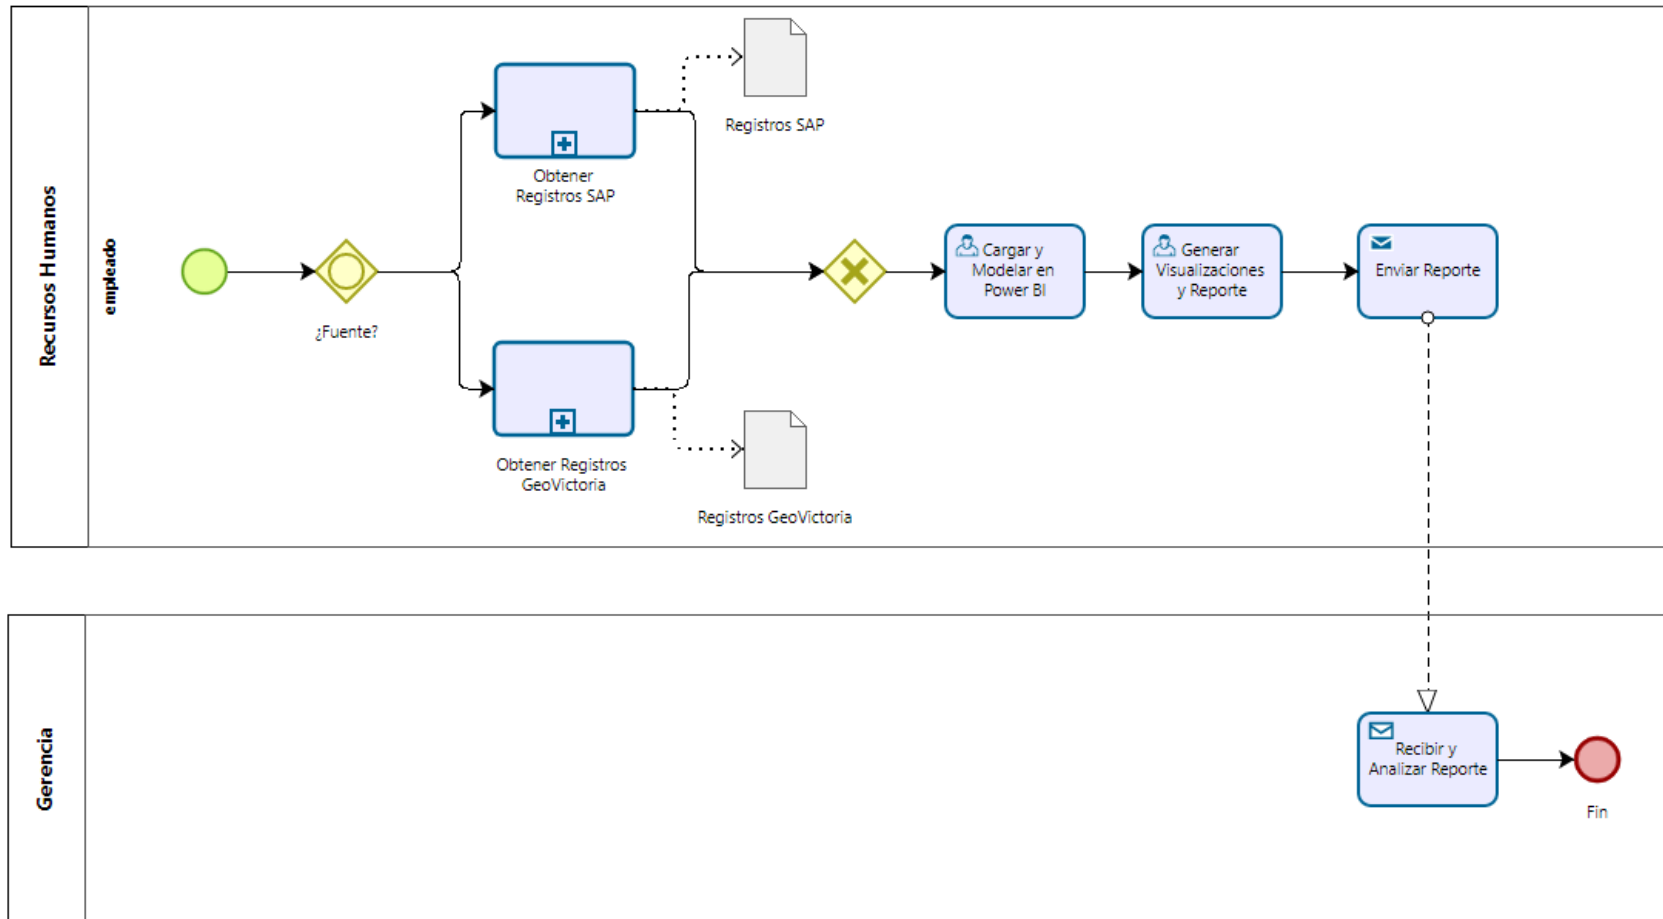 Recursos Humanos
empleado
¿Fuente?
Obtener
Registros SAP
Registros SAP
Obtener Registros
GeoVictoria
Registros GeoVictoria
Cargar y
Modelar en
Power BI
Generar
Visualizaciones
y Reporte
Enviar Reporte
Gerencia
Recibir y
Analizar Reporte
Fin